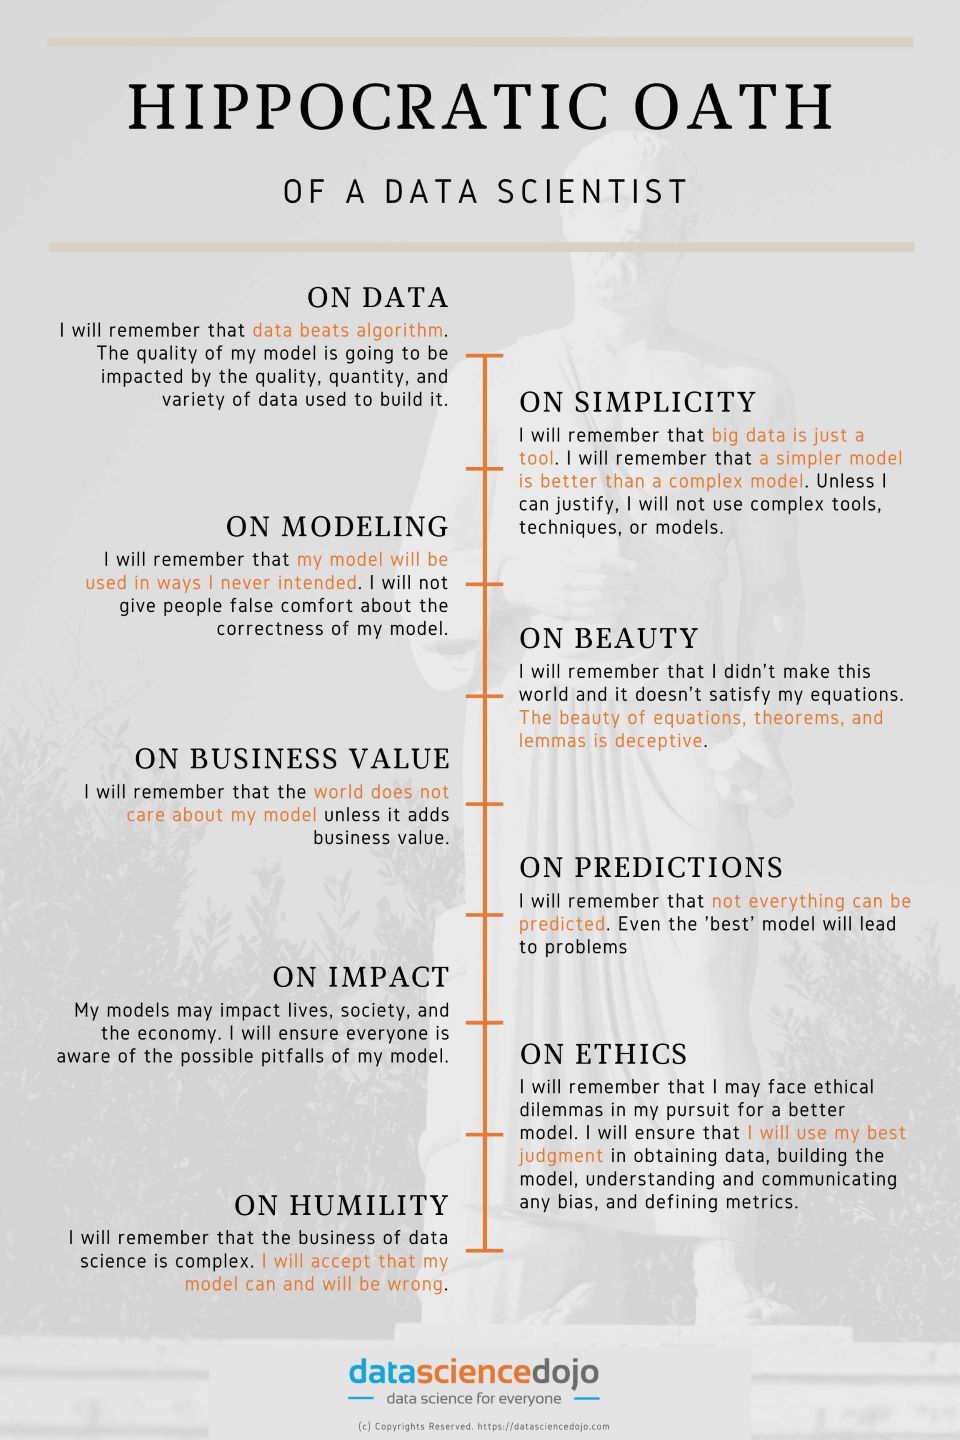 HIPPOCRATIC OATH
OF A DATA SCIENTIST
ON DATA
I will remember that data beats algorithm.
The quality of my model is going to be
impacted by the quality, quantity, and
variety of data used to build it.
ON SIMPLICITY
I will remember that big data is just a
tool. I will remember that a simpler model
is better than a complex model. Unless I
can justify, I will not use complex tools,
techniques, or models.
ON MODELING
I will remember that my model will be
used in ways I never intended. I will not
give people false comfort about the
correctness of my model.
ON BEAUTY
I will remember that I didn't make this
world and it doesn't satisfy my equations.
The beauty of equations, theorems, and
lemmas is deceptive.
ON BUSINESS VALUE
I will remember that the world does not
care about my model unless it adds
business value.
ON PREDICTIONS
I will remember that not everything can be
predicted. Even the 'best' model will lead
to problems
ON IMPACT
My models may impact lives, society, and
the economy. I will ensure everyone is
aware of the possible pitfalls of my model.
ON ETHICS
I will remember that I may face ethical
dilemmas in my pursuit for a better
model. I will ensure that I will use my best
judgment in obtaining data, building the
model, understanding and communicating
any bias, and defining metrics.
ON HUMILITY
I will remember that the business of data
science is complex. I will accept that my
model can and will be wrong.
datasciencedojo
data science for everyone
(c) Copyrights Reserved. https://datasciencedojo.com